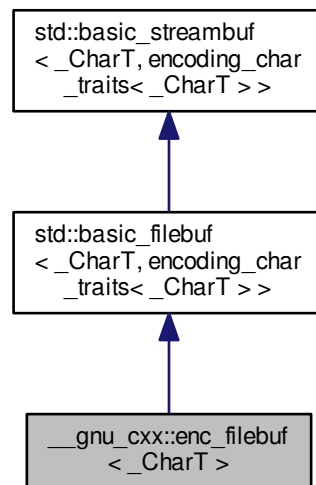 std::basic_streambuf
< _CharT, encoding_char
_traits< _CharT > >
std::basic_filebuf
< _CharT, encoding_char
_traits< _CharT > >
__gnu_cxx::enc_filebuf
< _CharT >